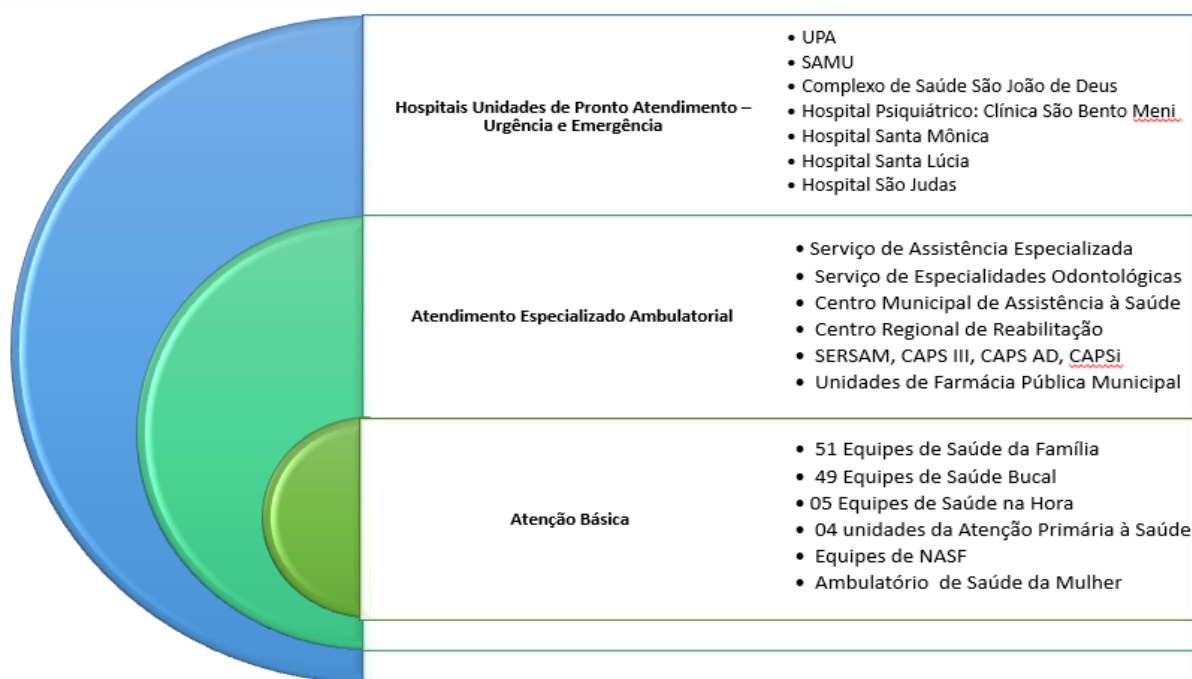 Hospitais Unidades de Pronto Atendimento –
Urgência e Emergência
• UPA
• SAMU
• Complexo de Saúde São João de Deus
• Hospital Psiquiátrico: Clínica São Bento Meni
• Hospital Santa Mônica
• Hospital Santa Lúcia
• Hospital São Judas
Atendimento Especializado Ambulatorial
• Serviço de Assistência Especializada
• Serviço de Especialidades Odontológicas
• Centro Municipal de Assistência à Saúde
• Centro Regional de Reabilitação
• SERSAM, CAPS III, CAPS AD, CAPSi
• Unidades de Farmácia Pública Municipal
Atenção Básica
• 51 Equipes de Saúde da Família
• 49 Equipes de Saúde Bucal
• 05 Equipes de Saúde na Hora
• 04 unidades da Atenção Primária à Saúde
• Equipes de NASF
• Ambulatório de Saúde da Mulher